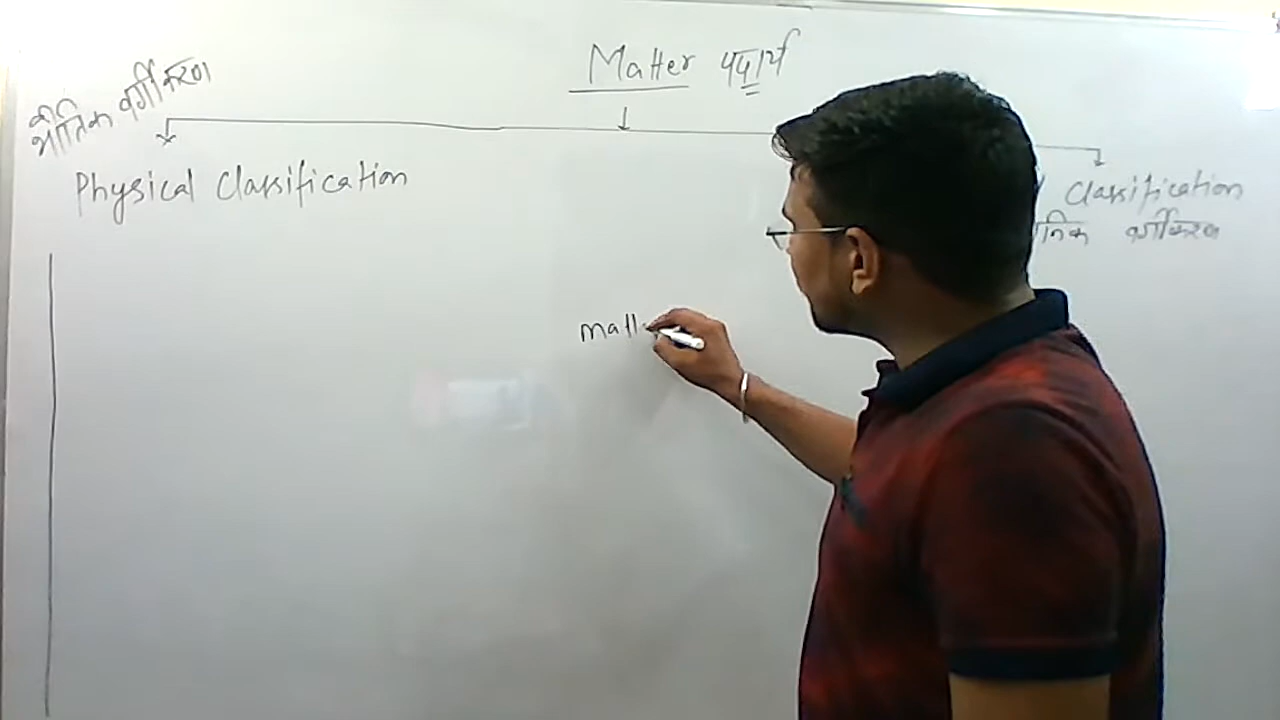 Matter पदार्थ
भौतिक वर्गीकरण
Physical Classification
Classification
वर्गीकरण
matt